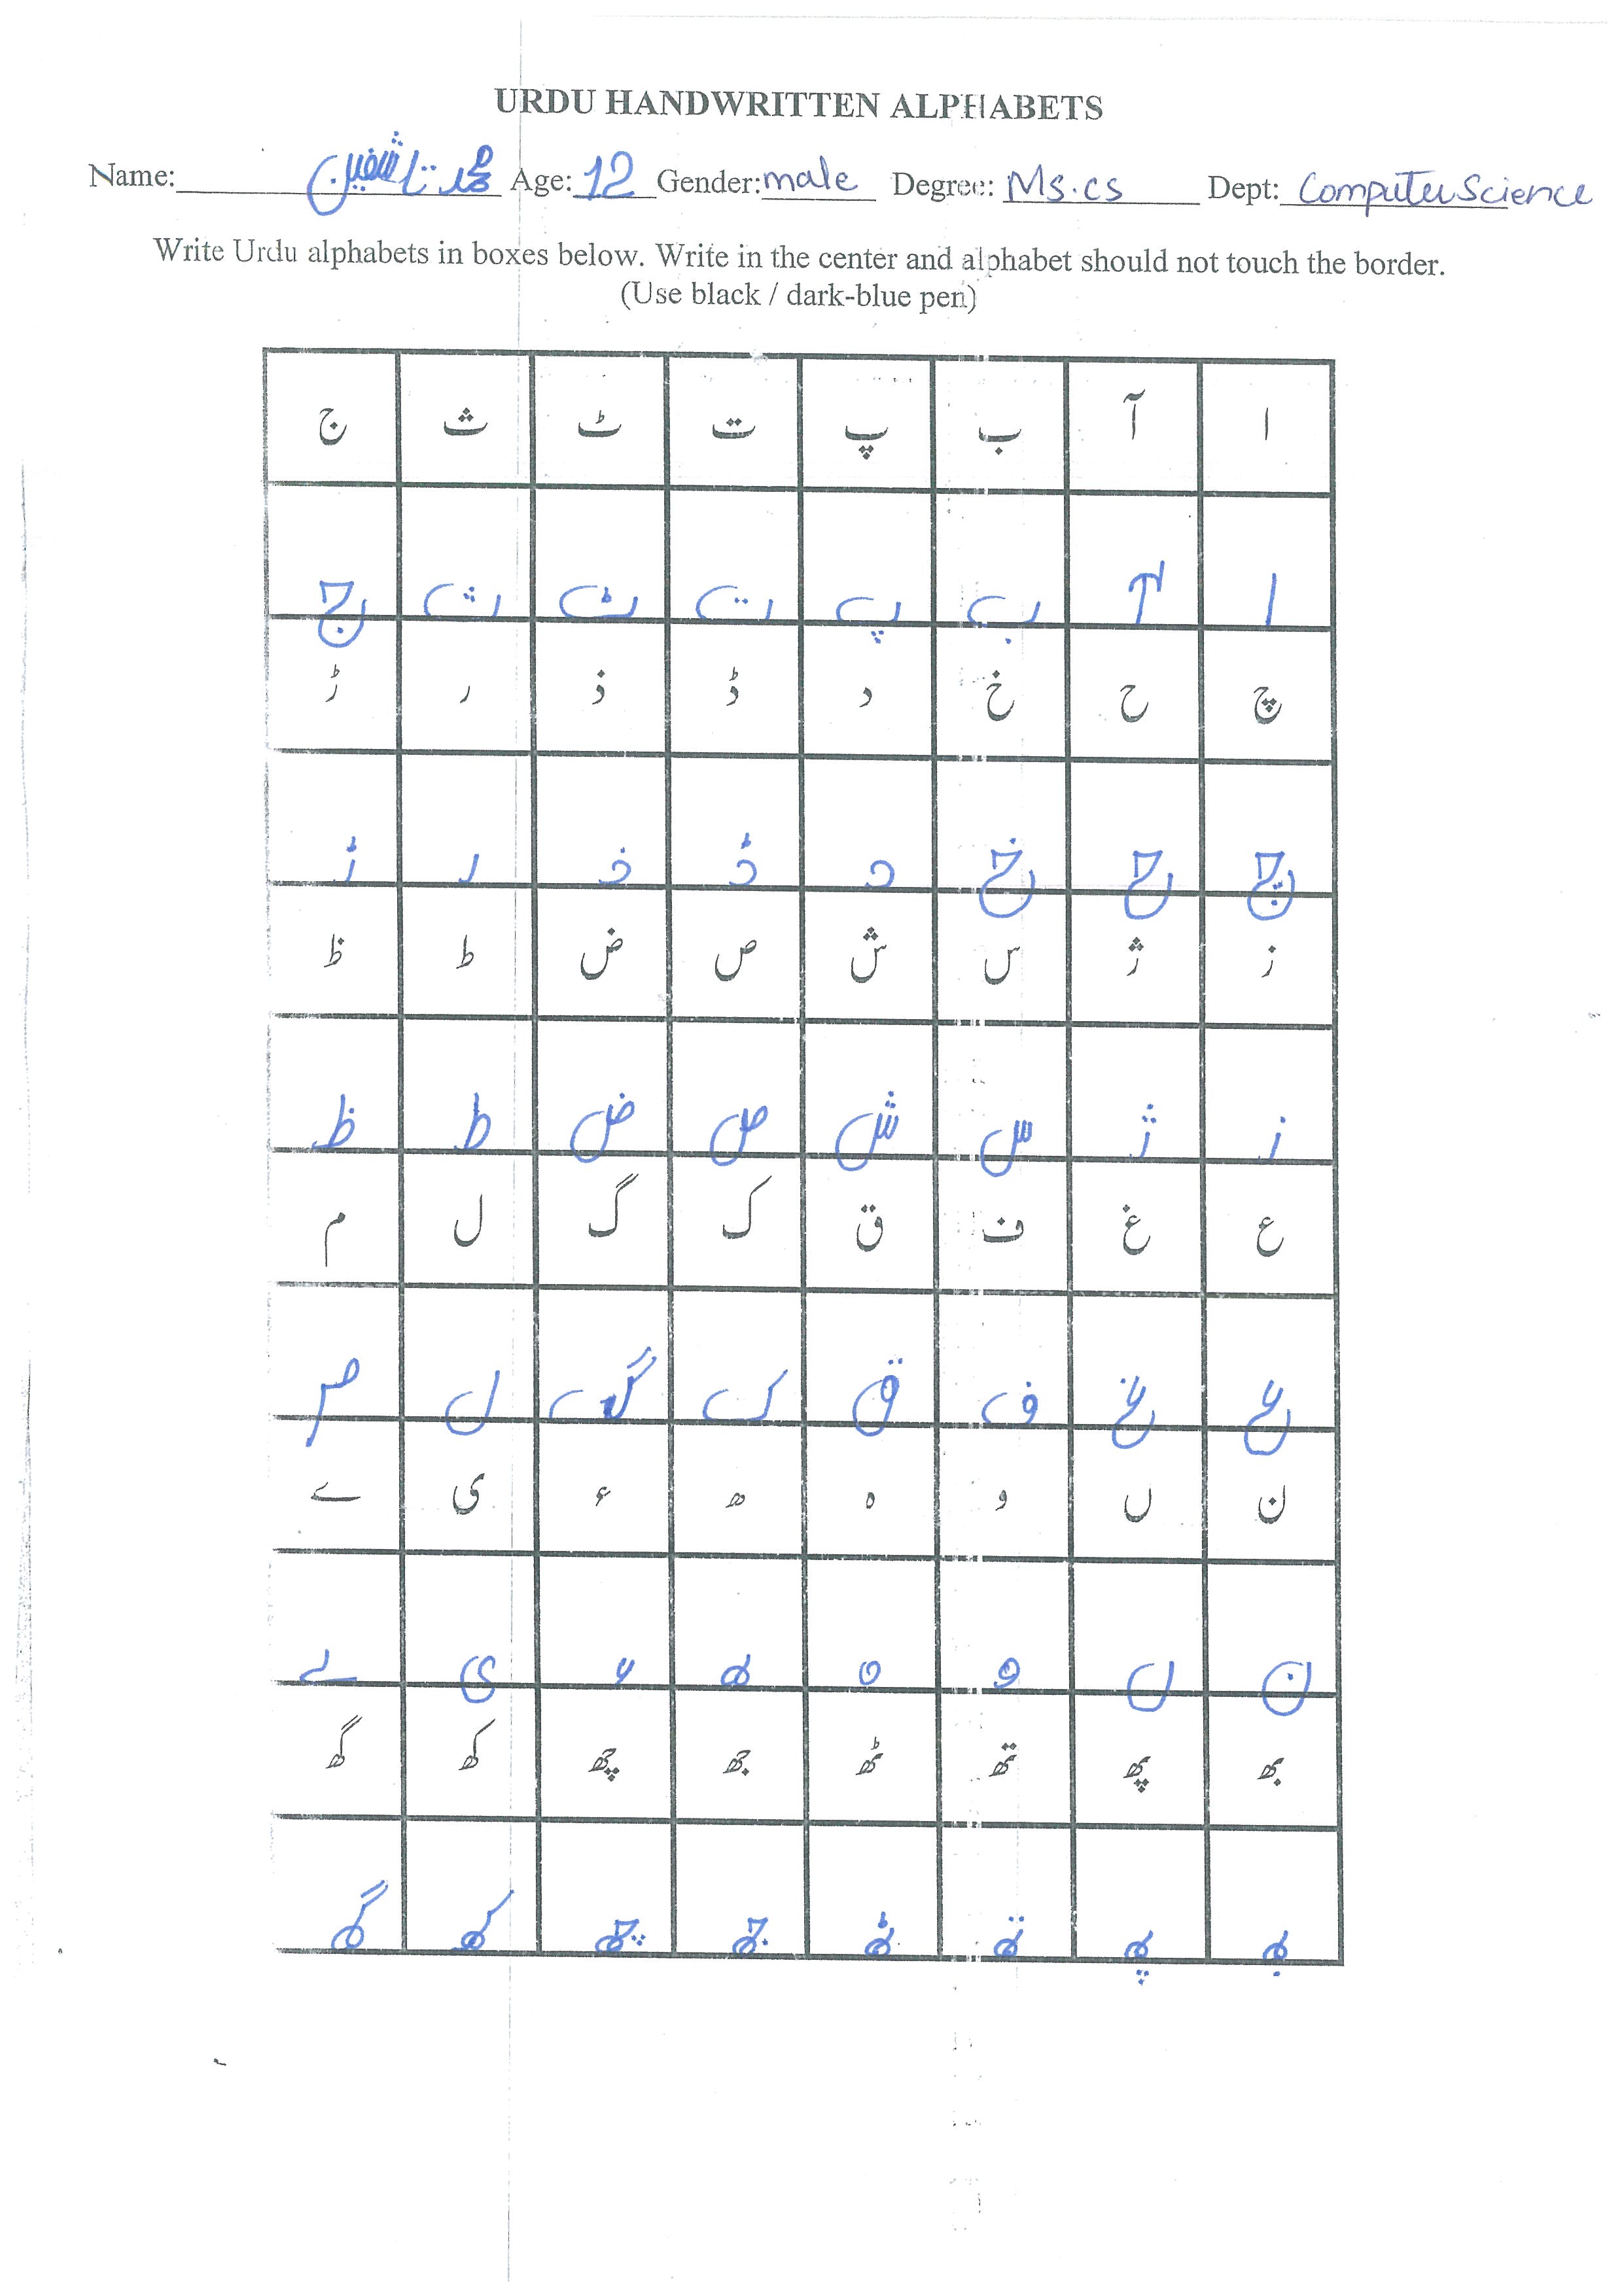 URDU HANDWRITTEN ALPHABETS
Name: محمد تاشفین Age: 12 Gender: male Degree: Ms.cs Dept: Computer Science
Write Urdu alphabets in boxes below. Write in the center and alphabet should not touch the border.
(Use black / dark-blue pen)
ا آ ب پ ت ٹ ث ج
ا آ ب پ ت ٹ ث ج
چ ح خ د ڈ ذ ر ڑ
چ ح خ د ڈ ذ ر ڑ
ز ژ س ش ص ض ط ظ
ز ژ س ش ص ض ط ظ
ع غ ف ق ک گ ل م
ع غ ف ق ک گ ل م
ن ں و ہ ھ ء ی ے
ن ں و ہ ھ ء ی ے
بھ پھ تھ ٹھ جھ چھ کھ گھ
بھ پھ تھ ٹھ جھ چھ کھ گھ